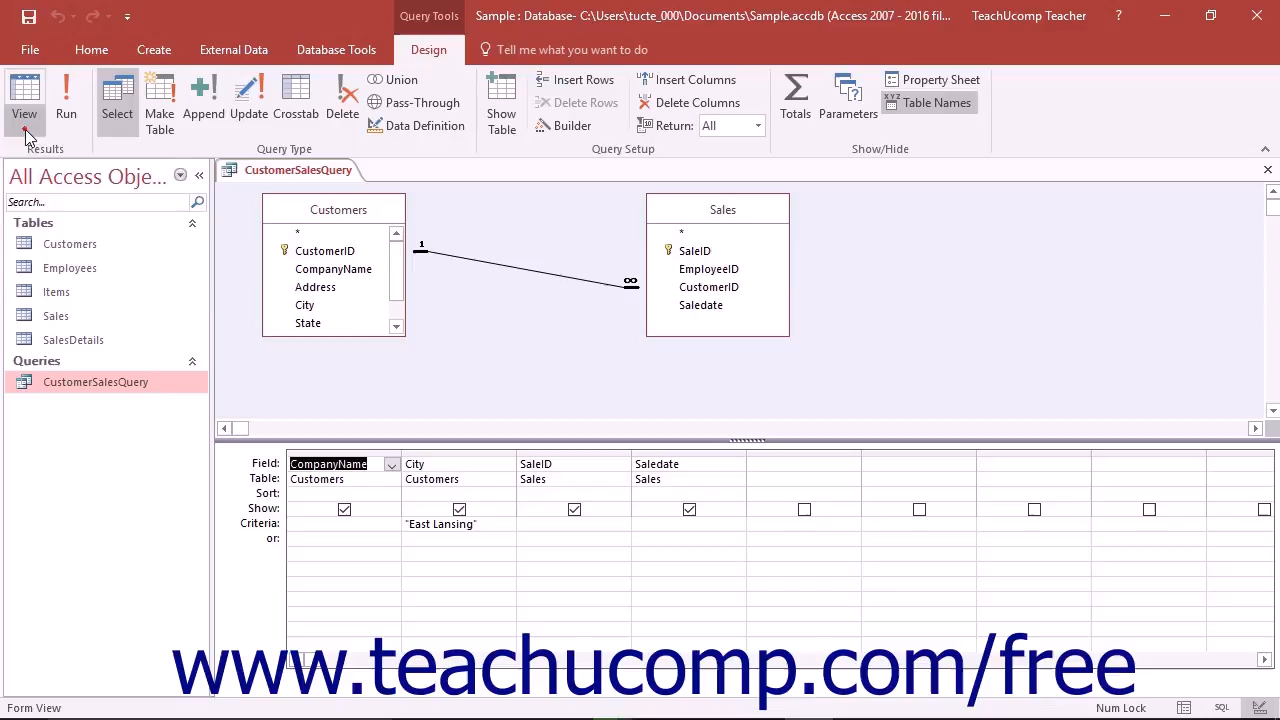 Query Tools
Sample : Database- C:\Users\tucte_000\Documents\Sample.accdb (Access 2007 - 2016 fil...
TeachUcomp Teacher
?
File
Home
Create
External Data
Database Tools
Design
Tell me what you want to do
View
Run
Select
Make
Table
Append
Update
Crosstab
Delete
Union
Pass-Through
Data Definition
Show
Table
Insert Rows
Delete Rows
Builder
Insert Columns
Delete Columns
Return: All
Totals
Parameters
Property Sheet
XYZ Table Names
Results
Query Type
Query Setup
Show/Hide
All Access Obje...
Search...
Tables
Customers
Employees
Items
Sales
SalesDetails
Queries
CustomerSalesQuery
CustomerSalesQuery
Customers
*
CustomerID
CompanyName
Address
City
State
1
∞
Sales
*
SaleID
EmployeeID
CustomerID
Saledate
Field: CompanyName City SaleID Saledate
Table: Customers Customers Sales Sales
Sort:
Show:
Criteria: "East Lansing"
or:
www.teachucomp.com/free
Form View
Num Lock
SQL